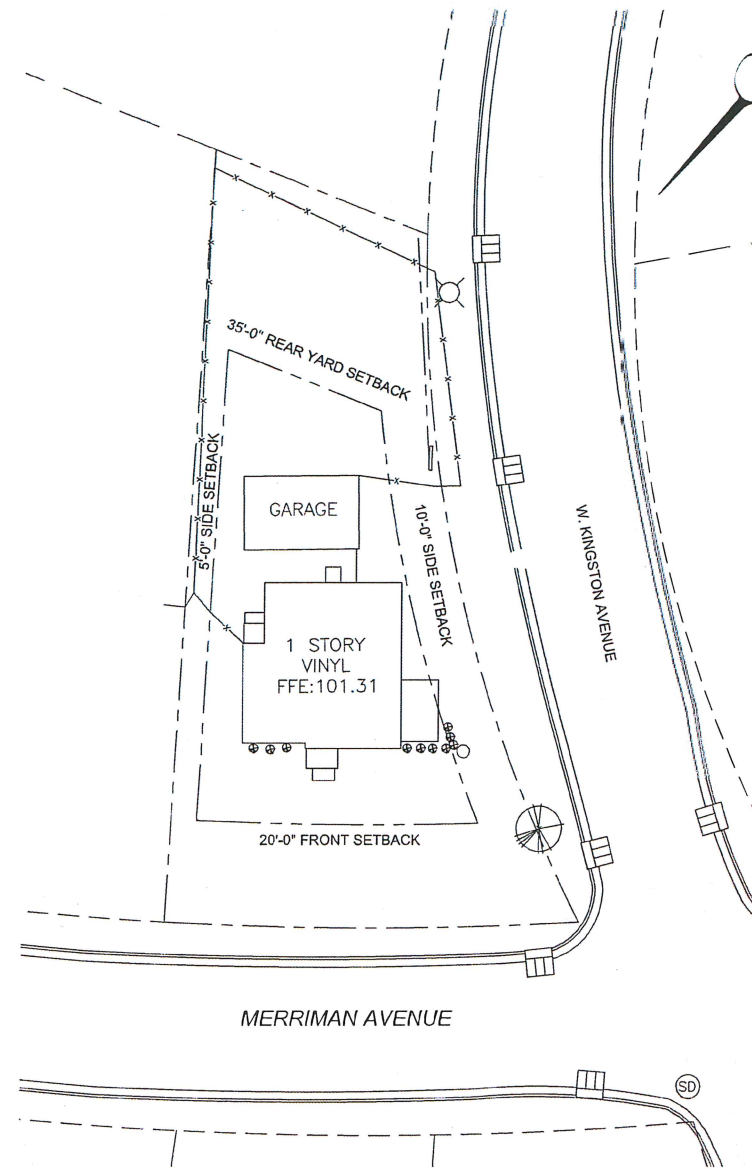 35'-0" REAR YARD SETBACK
5'-0" SIDE SETBACK
GARAGE
10'-0" SIDE SETBACK
W. KINGSTON AVENUE
1 STORY
VINYL
FFE:101.31
20'-0" FRONT SETBACK
MERRIMAN AVENUE
SD